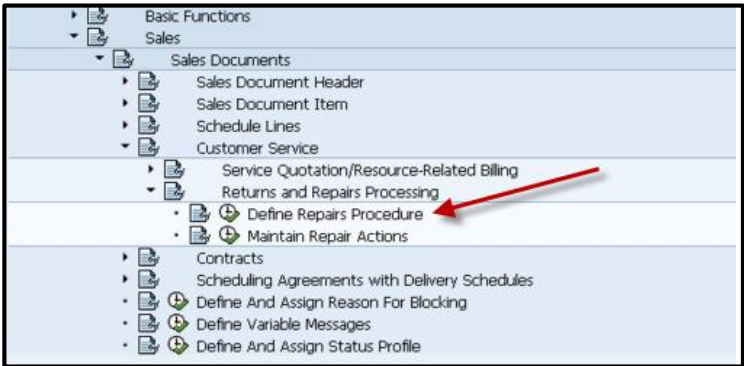 Basic Functions
Sales
Sales Documents
Sales Document Header
Sales Document Item
Schedule Lines
Customer Service
Service Quotation/Resource-Related Billing
Returns and Repairs Processing
Define Repairs Procedure
Maintain Repair Actions
Contracts
Scheduling Agreements with Delivery Schedules
Define And Assign Reason For Blocking
Define Variable Messages
Define And Assign Status Profile